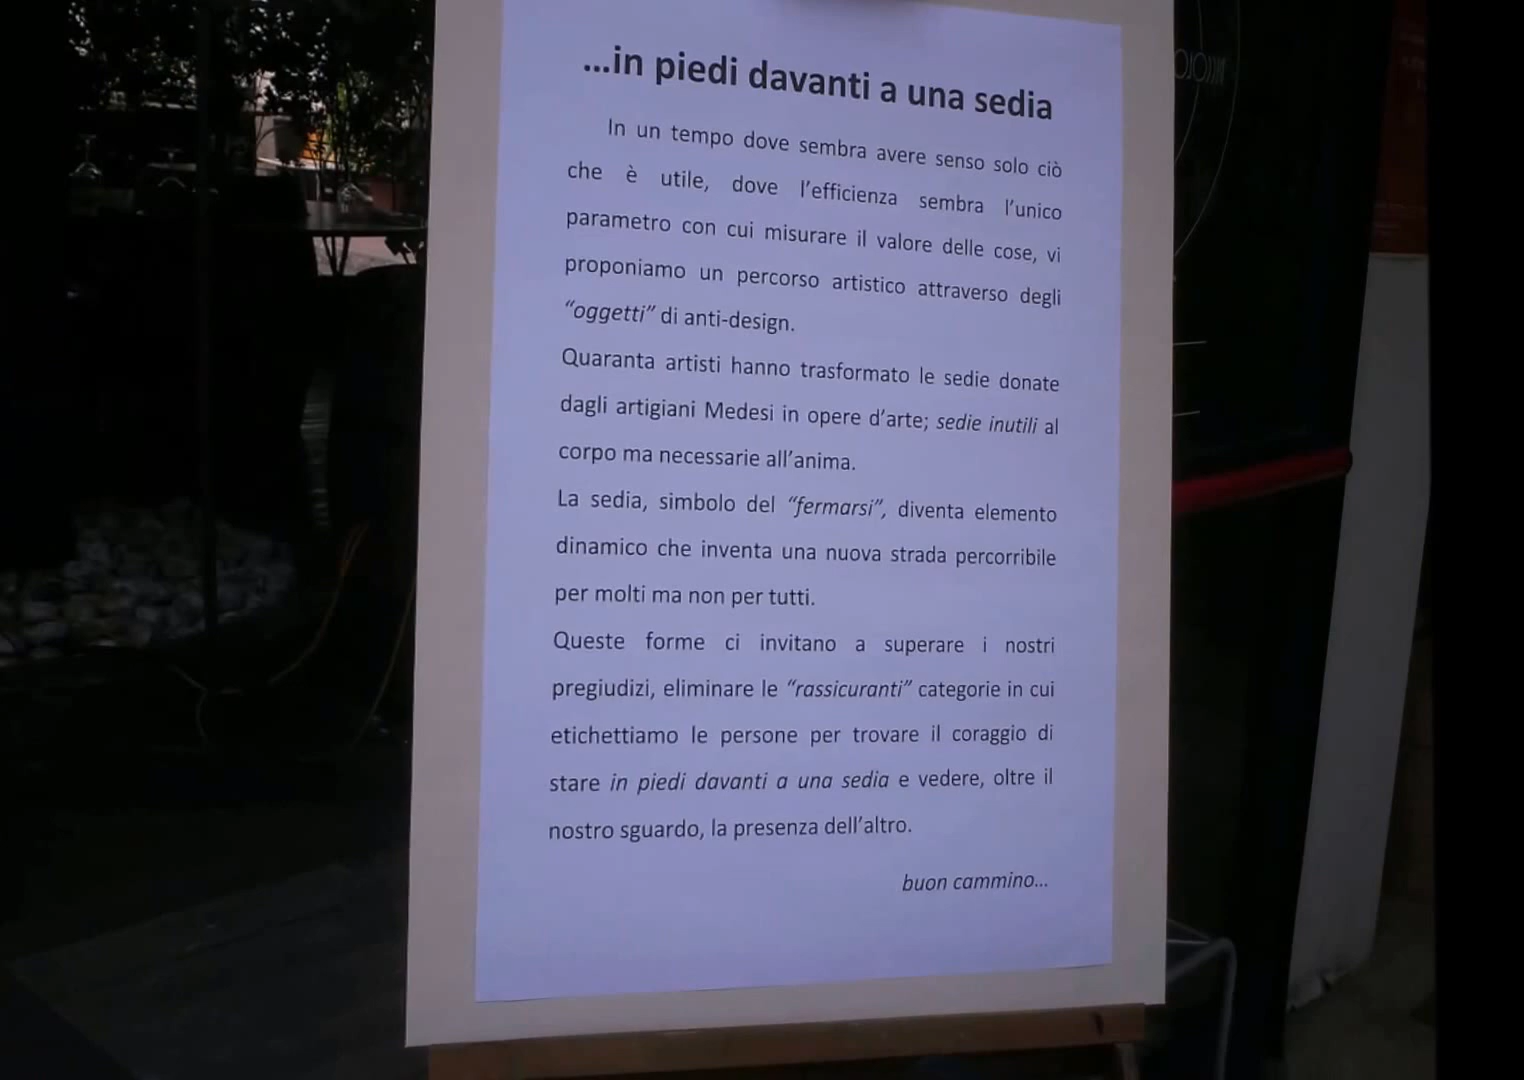 ...in piedi davanti a una sedia
In un tempo dove sembra avere senso solo ciò
che è utile, dove l’efficienza sembra l’unico
parametro con cui misurare il valore delle cose, vi
proponiamo un percorso artistico attraverso degli
“oggetti” di anti-design.
Quaranta artisti hanno trasformato le sedie donate
dagli artigiani Medesi in opere d’arte; sedie inutili al
corpo ma necessarie all’anima.
La sedia, simbolo del “fermarsi”, diventa elemento
dinamico che inventa una nuova strada percorribile
per molti ma non per tutti.
Queste forme ci invitano a superare i nostri
pregiudizi, eliminare le “rassicuranti” categorie in cui
etichettiamo le persone per trovare il coraggio di
stare in piedi davanti a una sedia e vedere, oltre il
nostro sguardo, la presenza dell’altro.
buon cammino...